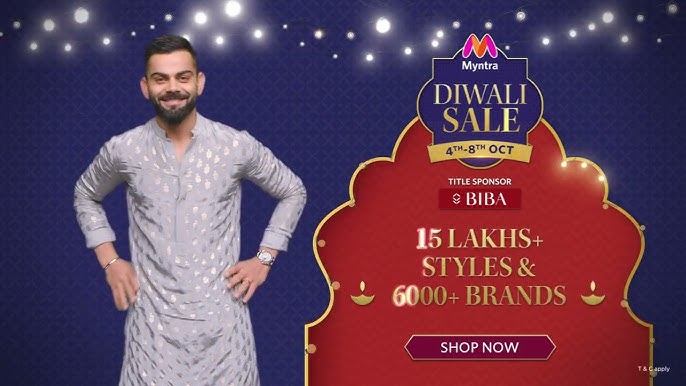 Myntra
DIWALI
SALE
4TH-8TH OCT
TITLE SPONSOR
BIBA
15 LAKHS+
STYLES &
6000+ BRANDS
SHOP NOW
T & C apply